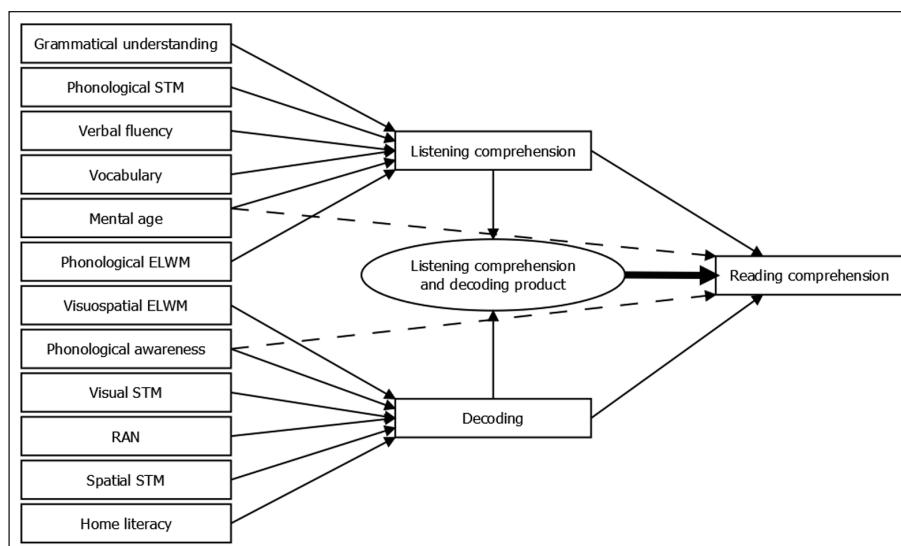 Grammatical understanding
Phonological STM
Verbal fluency
Vocabulary
Mental age
Phonological ELWM
Visuospatial ELWM
Phonological awareness
Visual STM
RAN
Spatial STM
Home literacy
Listening comprehension
Listening comprehension
and decoding product
Decoding
Reading comprehension